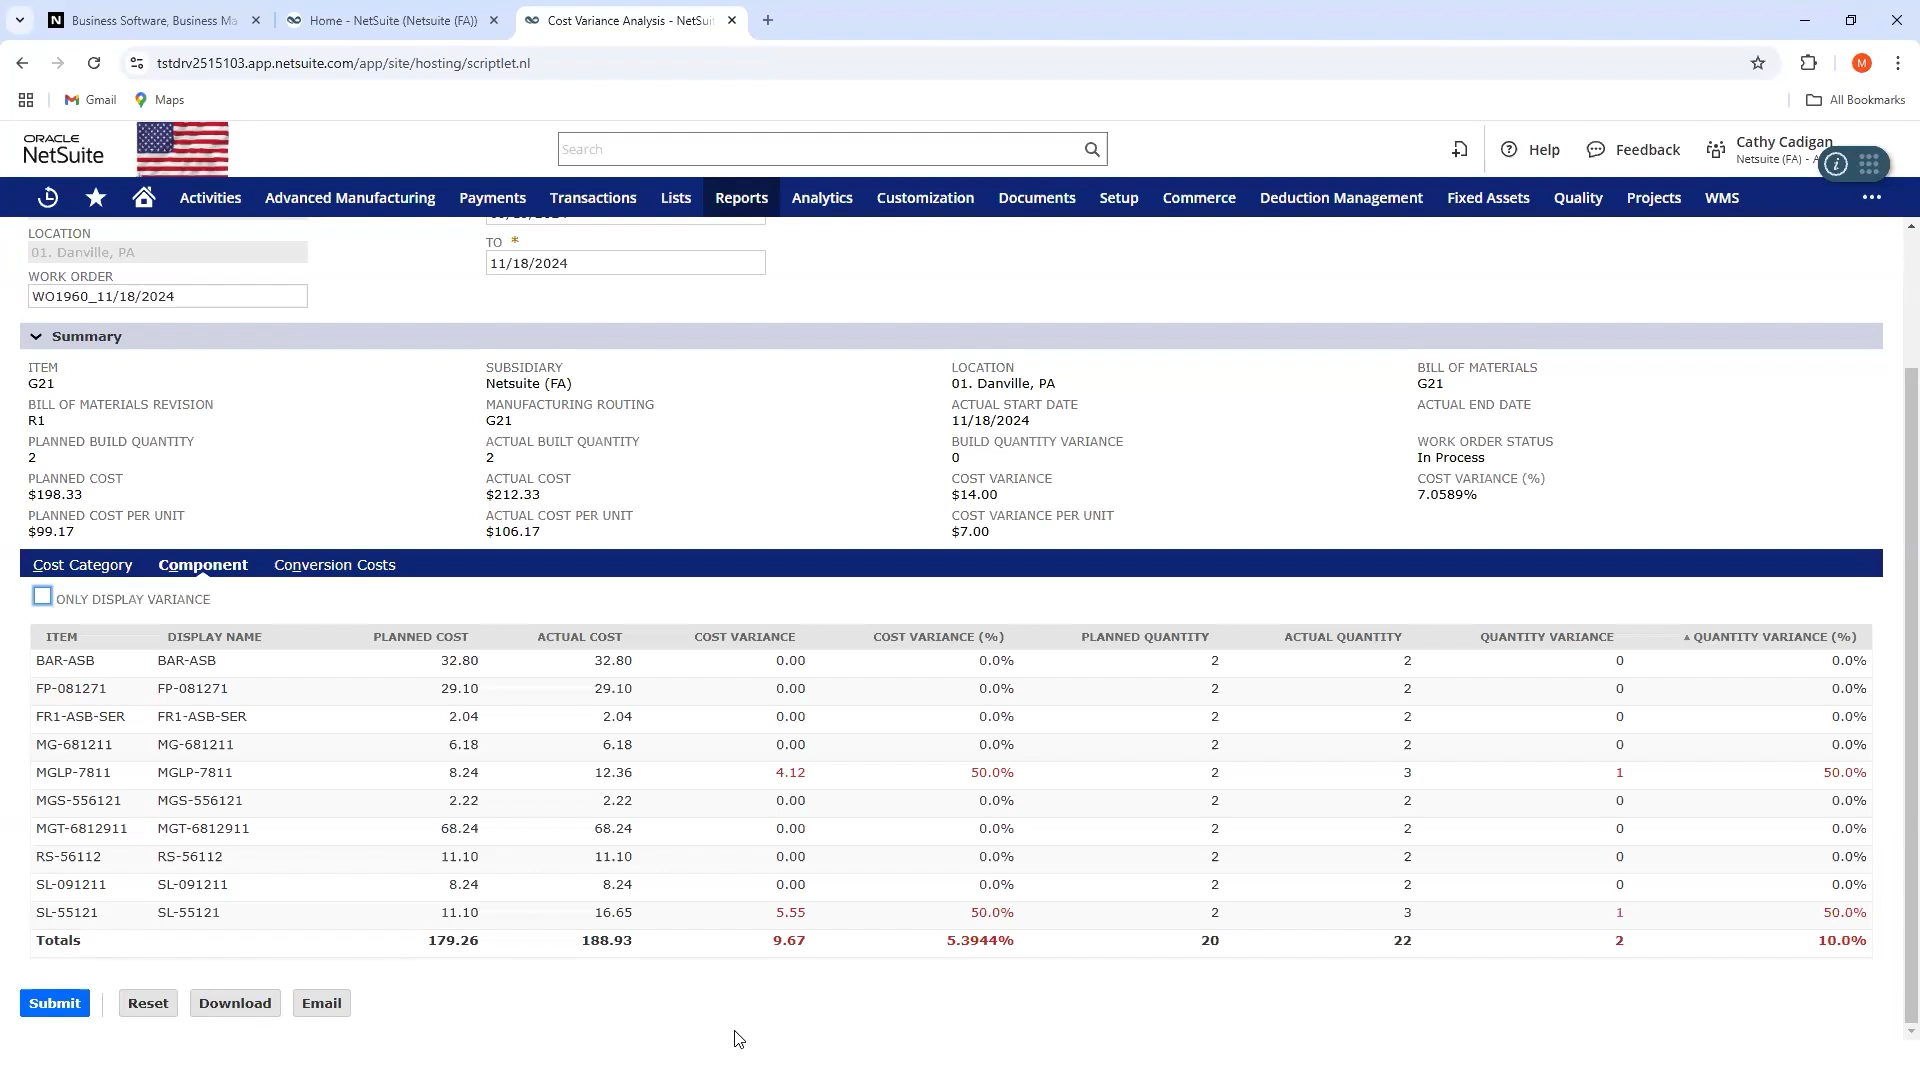 Business Software, Business Ma
Home - NetSuite (Netsuite (FA))
Cost Variance Analysis - NetSuit
tstdrv2515103.app.netsuite.com/app/site/hosting/scriptlet.nl
M
Gmail
Maps
All Bookmarks
ORACLE
NetSuite
Search
Help
Feedback
Cathy Cadigan
Netsuite (FA) - A
Activities Advanced Manufacturing Payments Transactions Lists Reports Analytics Customization Documents Setup Commerce Deduction Management Fixed Assets Quality Projects WMS
LOCATION
01. Danville, PA
WORK ORDER
WO1960_11/18/2024
TO *
11/18/2024
Summary
ITEM SUBSIDIARY LOCATION BILL OF MATERIALS
G21 Netsuite (FA) 01. Danville, PA G21
BILL OF MATERIALS REVISION MANUFACTURING ROUTING ACTUAL START DATE ACTUAL END DATE
R1 G21 11/18/2024
PLANNED BUILD QUANTITY ACTUAL BUILT QUANTITY BUILD QUANTITY VARIANCE WORK ORDER STATUS
2 2 0 In Process
PLANNED COST ACTUAL COST COST VARIANCE COST VARIANCE (%)
$198.33 $212.33 $14.00 7.0589%
PLANNED COST PER UNIT ACTUAL COST PER UNIT COST VARIANCE PER UNIT
$99.17 $106.17 $7.00
Cost Category Component Conversion Costs
ONLY DISPLAY VARIANCE
ITEM DISPLAY NAME PLANNED COST ACTUAL COST COST VARIANCE COST VARIANCE (%) PLANNED QUANTITY ACTUAL QUANTITY QUANTITY VARIANCE QUANTITY VARIANCE (%)
BAR-ASB BAR-ASB 32.80 32.80 0.00 0.0% 2 2 0 0.0%
FP-081271 FP-081271 29.10 29.10 0.00 0.0% 2 2 0 0.0%
FR1-ASB-SER FR1-ASB-SER 2.04 2.04 0.00 0.0% 2 2 0 0.0%
MG-681211 MG-681211 6.18 6.18 0.00 0.0% 2 2 0 0.0%
MGLP-7811 MGLP-7811 8.24 12.36 4.12 50.0% 2 3 1 50.0%
MGS-556121 MGS-556121 2.22 2.22 0.00 0.0% 2 2 0 0.0%
MGT-6812911 MGT-6812911 68.24 68.24 0.00 0.0% 2 2 0 0.0%
RS-56112 RS-56112 11.10 11.10 0.00 0.0% 2 2 0 0.0%
SL-091211 SL-091211 8.24 8.24 0.00 0.0% 2 2 0 0.0%
SL-55121 SL-55121 11.10 16.65 5.55 50.0% 2 3 1 50.0%
Totals 179.26 188.93 9.67 5.3944% 20 22 2 10.0%
Submit Reset Download Email